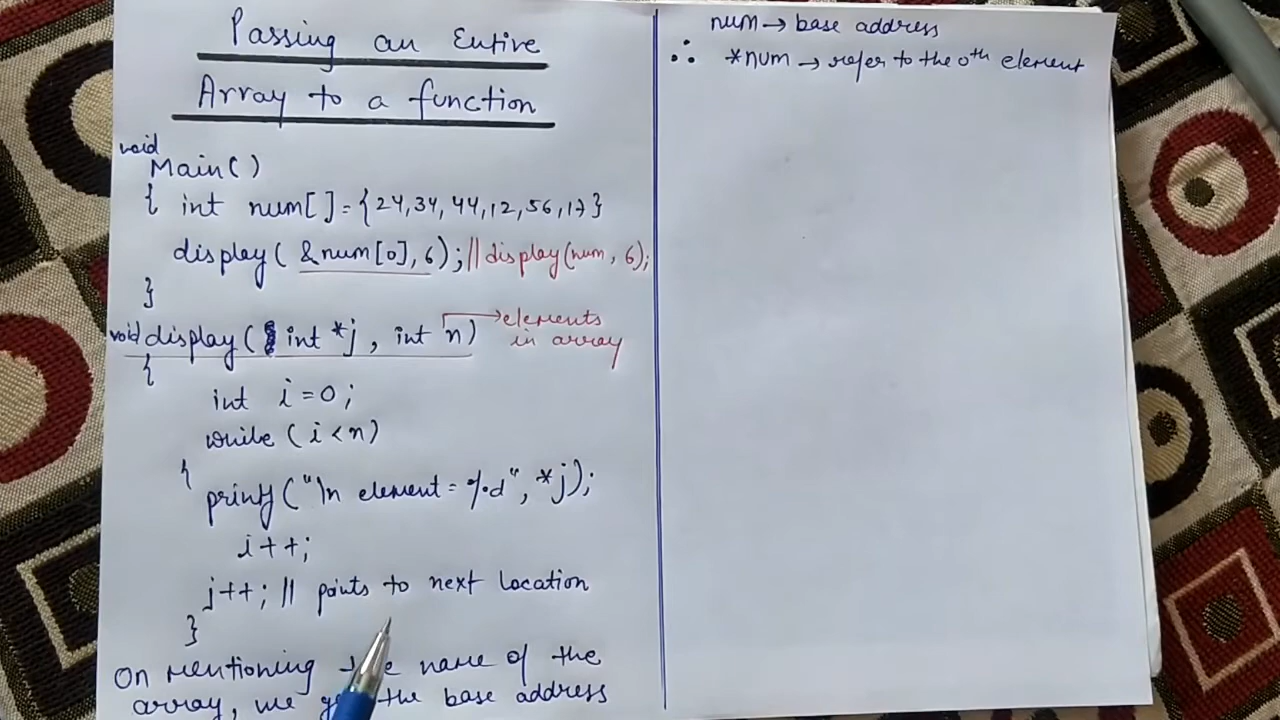 Passing an Entire
Array to a function
void
Main()
{ int num[] = {24,34,44,12,56,17}
display( &num[0], 6); // display(num, 6);
}
void display( int *j, int n) → elements
in array
{
int i = 0;
while (i < n)
{
printf("\n element = %d", *j);
i++;
j++; // points to next location
}
On mentioning the name of the
array, we the base address
num → base address
∴ *num → refer to the 0th element